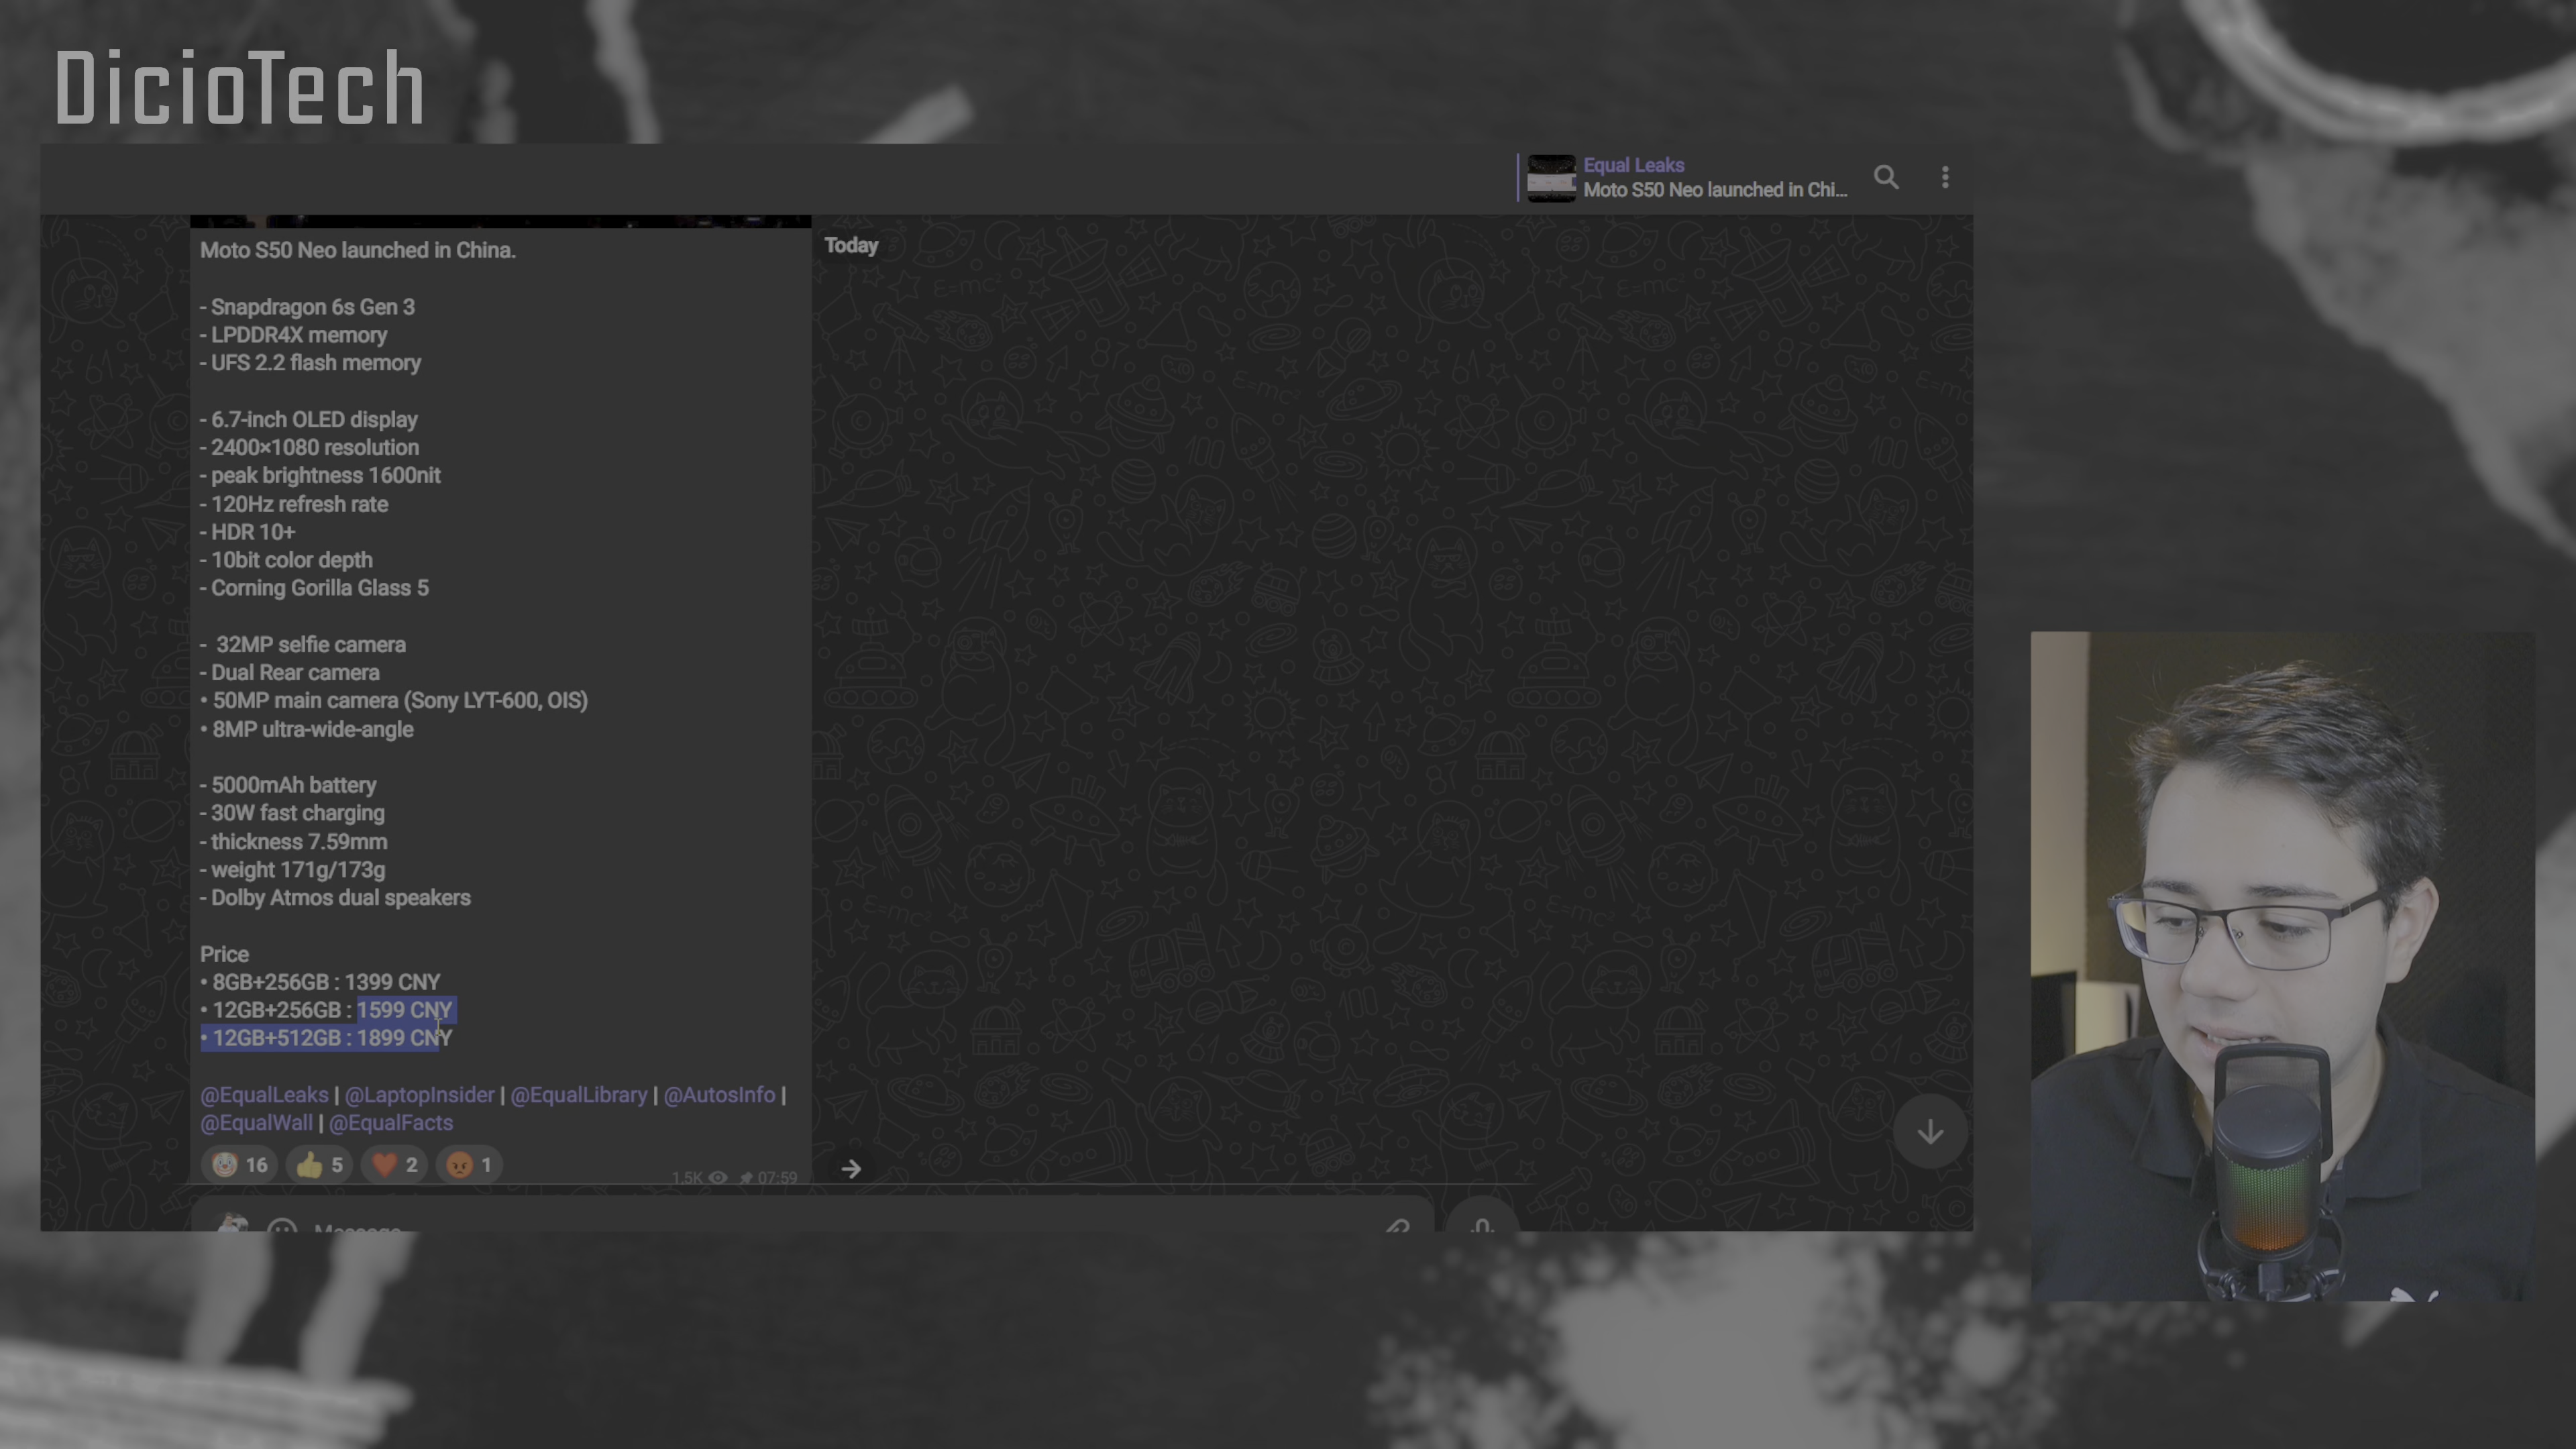 DicioTech
Equal Leaks
Moto S50 Neo launched in Chi...
Today
Moto S50 Neo launched in China.
- Snapdragon 6s Gen 3
- LPDDR4X memory
- UFS 2.2 flash memory
- 6.7-inch OLED display
- 2400×1080 resolution
- peak brightness 1600nit
- 120Hz refresh rate
- HDR 10+
- 10bit color depth
- Corning Gorilla Glass 5
- 32MP selfie camera
- Dual Rear camera
• 50MP main camera (Sony LYT-600, OIS)
• 8MP ultra-wide-angle
- 5000mAh battery
- 30W fast charging
- thickness 7.59mm
- weight 171g/173g
- Dolby Atmos dual speakers
Price
• 8GB+256GB : 1399 CNY
• 12GB+256GB : 1599 CNY
• 12GB+512GB : 1899 CNY
@EqualLeaks | @LaptopInsider | @EqualLibrary | @AutosInfo |
@EqualWall | @EqualFacts
16 5 2 1
1.5K 07:59
Message